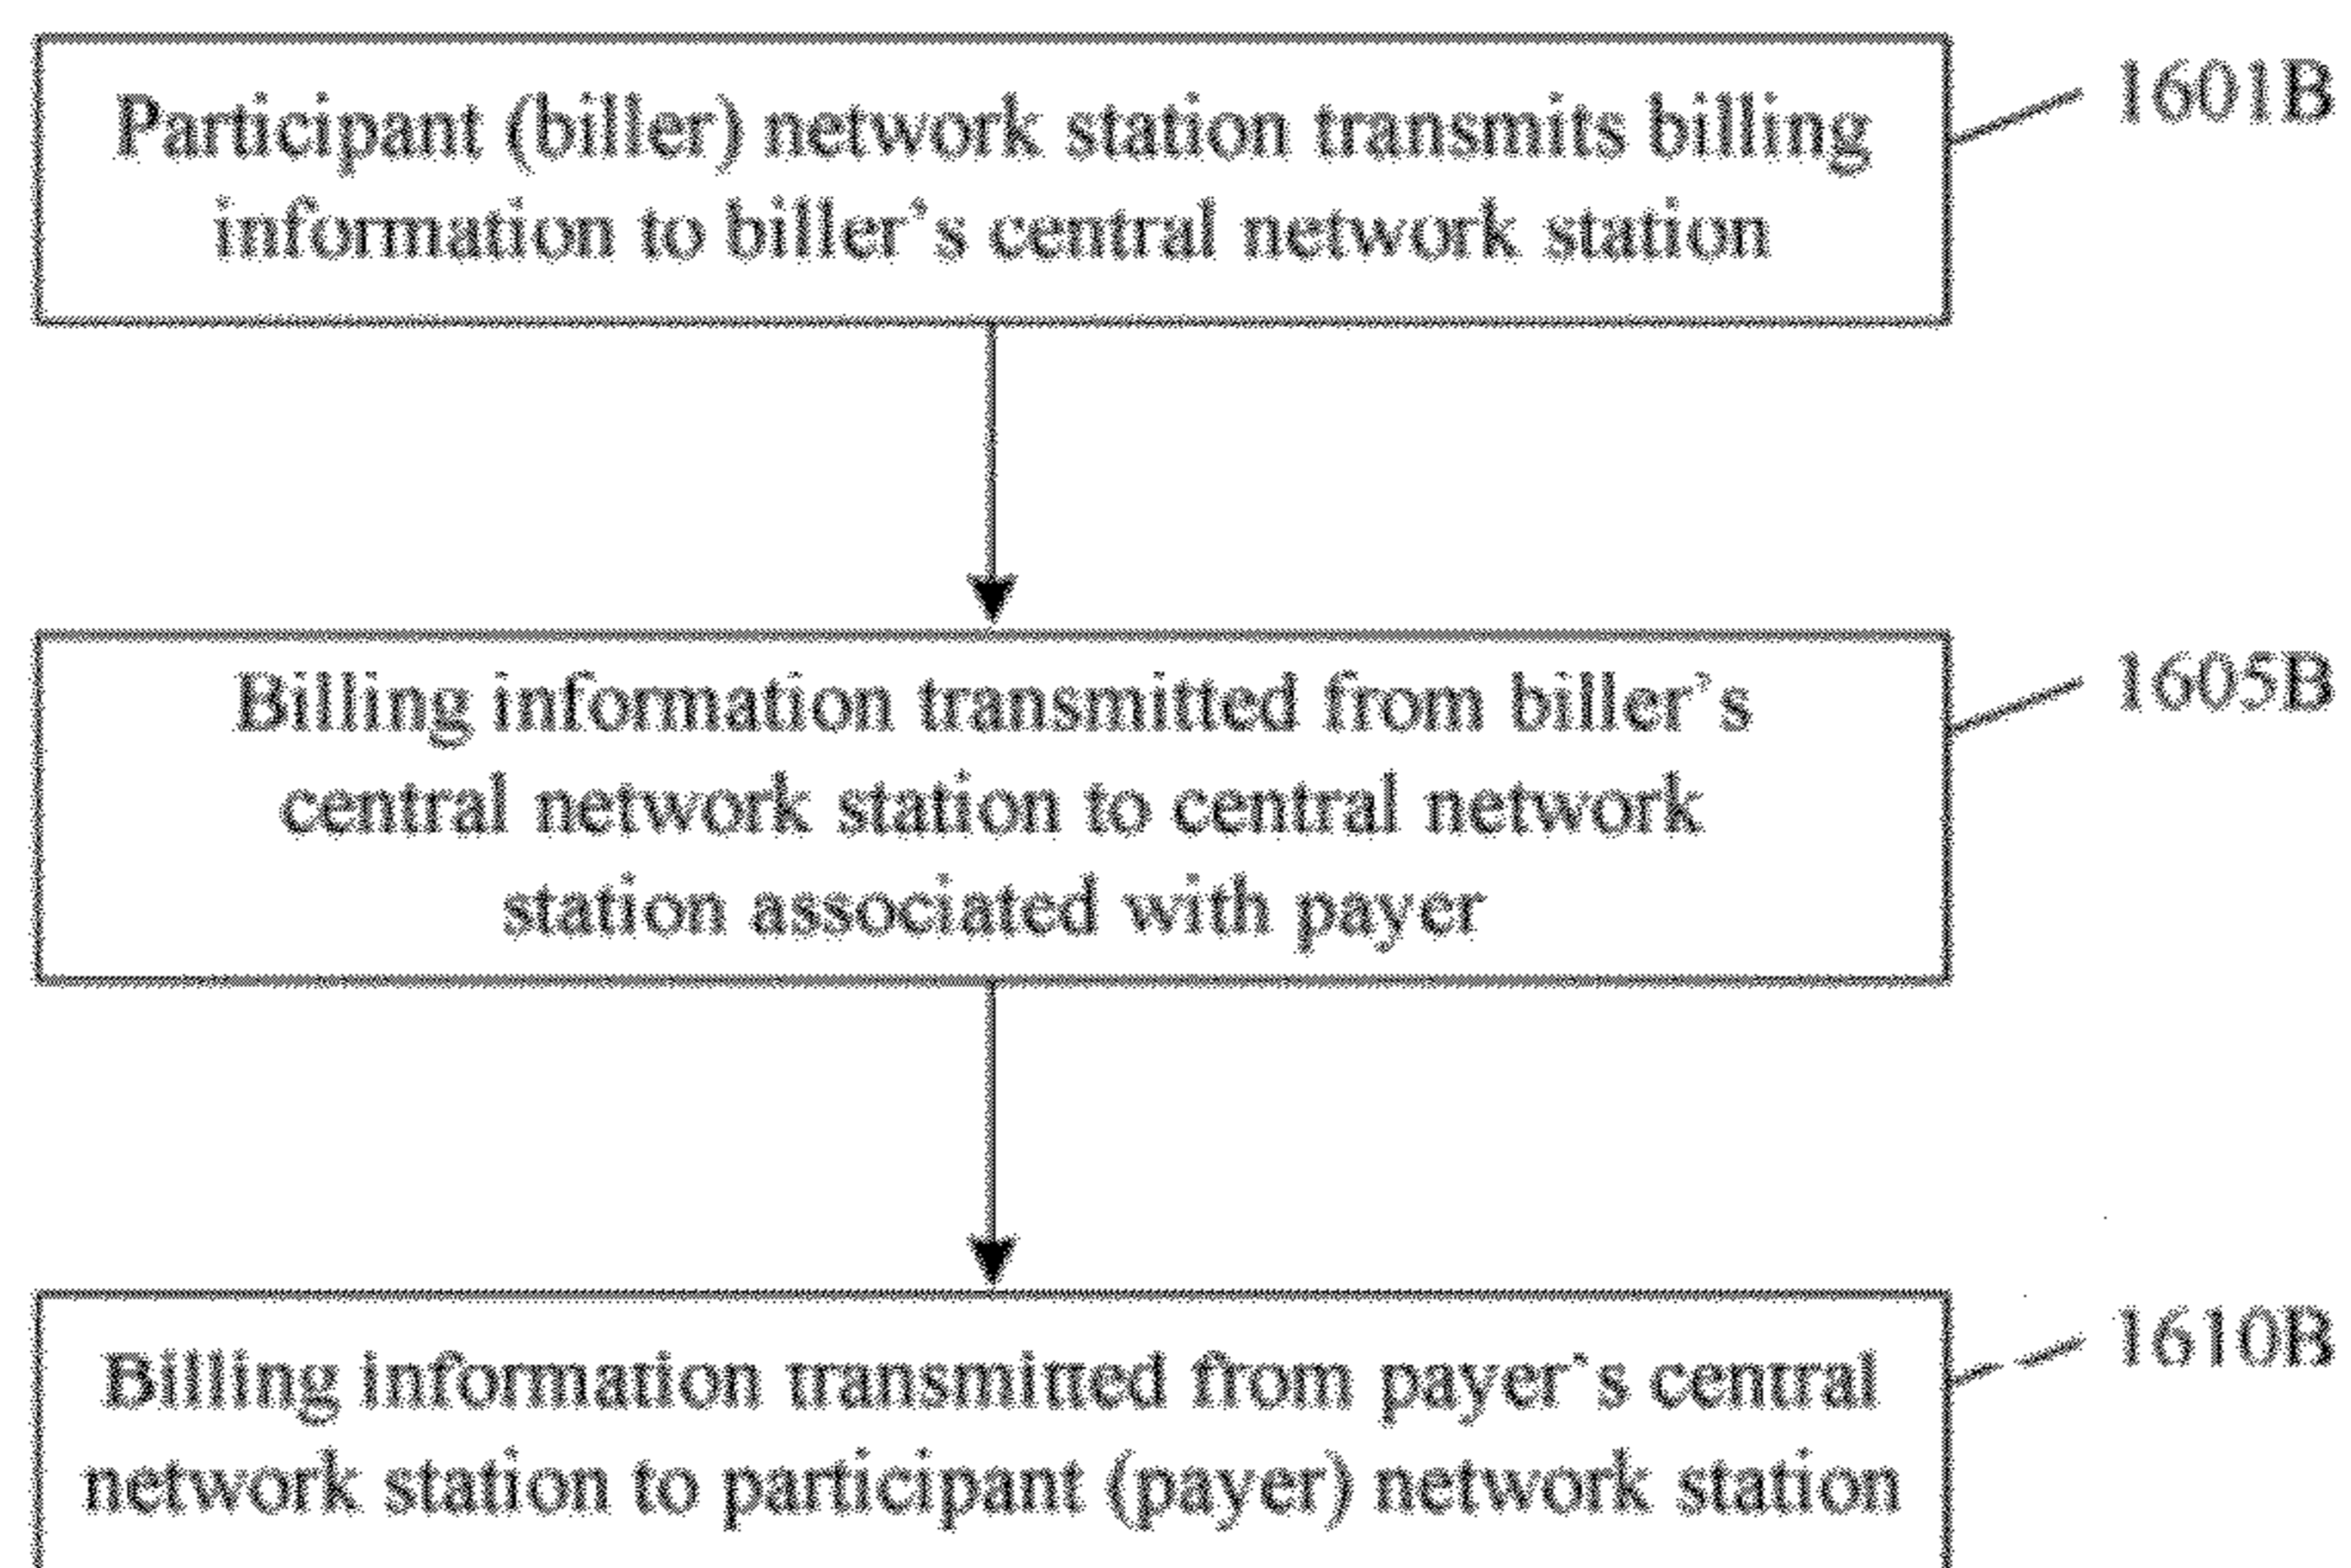 Participant (biller) network station transmits billing
information to biller's central network station
1601B
Billing information transmitted from biller's
central network station to central network
station associated with payer
1605B
Billing information transmitted from payer's central
network station to participant (payer) network station
1610B